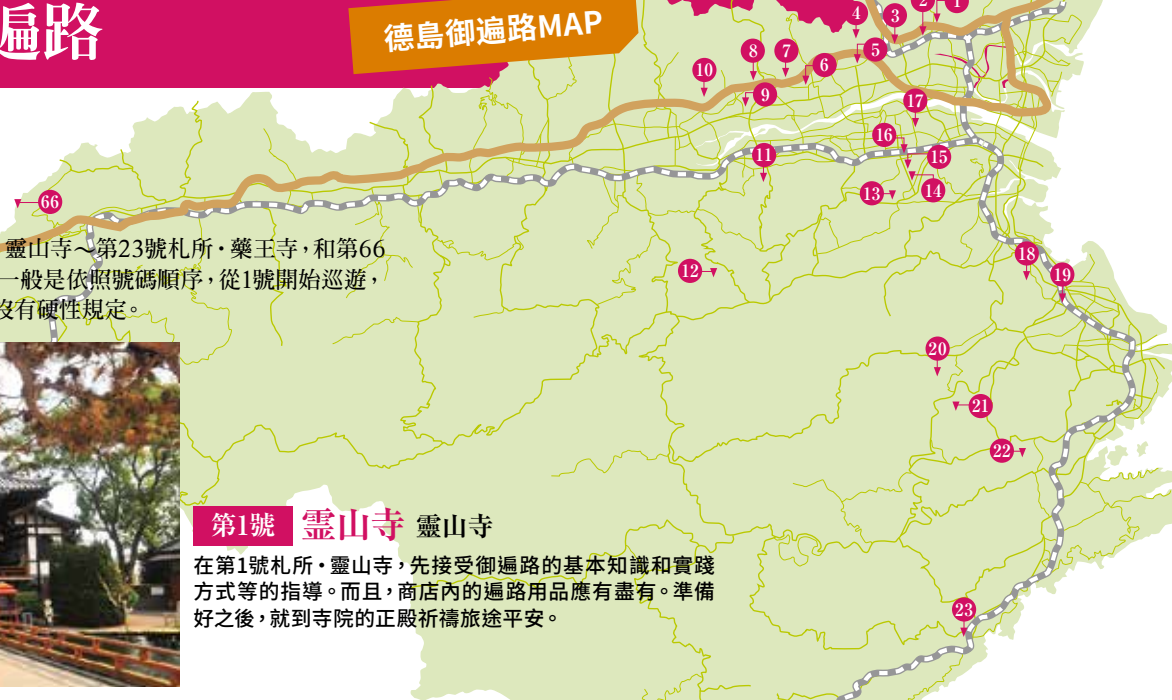 遍路
德島御遍路MAP
1
2
3
4
5
6
7
8
9
10
11
12
13
14
15
16
17
18
19
20
21
22
23
66
靈山寺~第23號札所・藥王寺,和第66
一般是依照號碼順序,從1號開始巡遊,
沒有硬性規定。
第1號 霊山寺 靈山寺
在第1號札所・靈山寺,先接受御遍路的基本知識和實踐
方式等的指導。而且,商店內的遍路用品應有盡有。準備
好之後,就到寺院的正殿祈禱旅途平安。